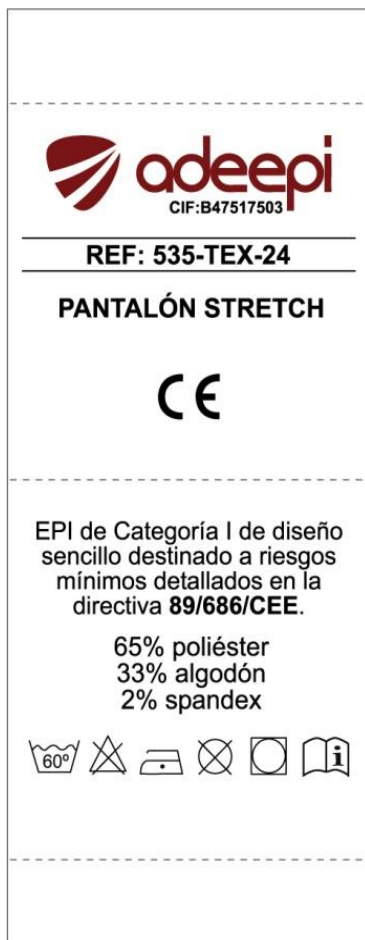 adeepi
CIF:B47517503
REF: 535-TEX-24
PANTALÓN STRETCH
CE
EPI de Categoría I de diseño
sencillo destinado a riesgos
mínimos detallados en la
directiva 89/686/CEE.
65% poliéster
33% algodón
2% spandex
60º i